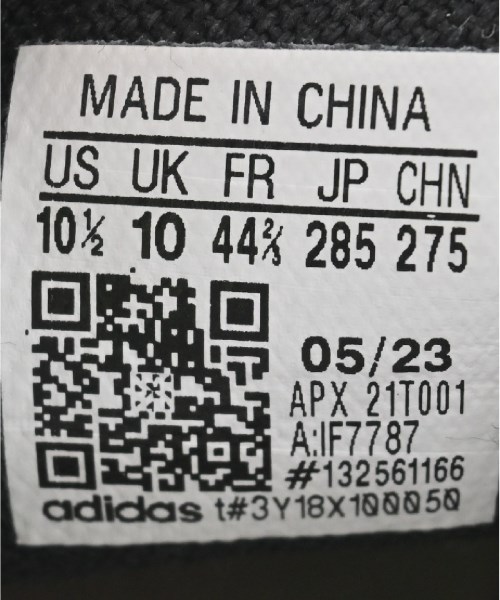 MADE IN CHINA
US UK FR JP CHN
10½ 10 44⅔ 285 275
05/23
APX 21T001
A:IF7787
#132561166
adidas t#3Y18X100050